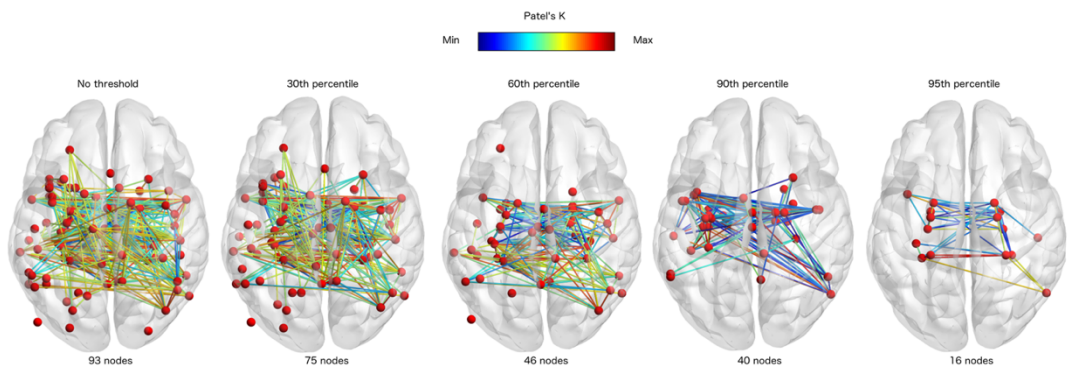 Patel's K
Min Max
No threshold 30th percentile 60th percentile 90th percentile 95th percentile
93 nodes 75 nodes 46 nodes 40 nodes 16 nodes